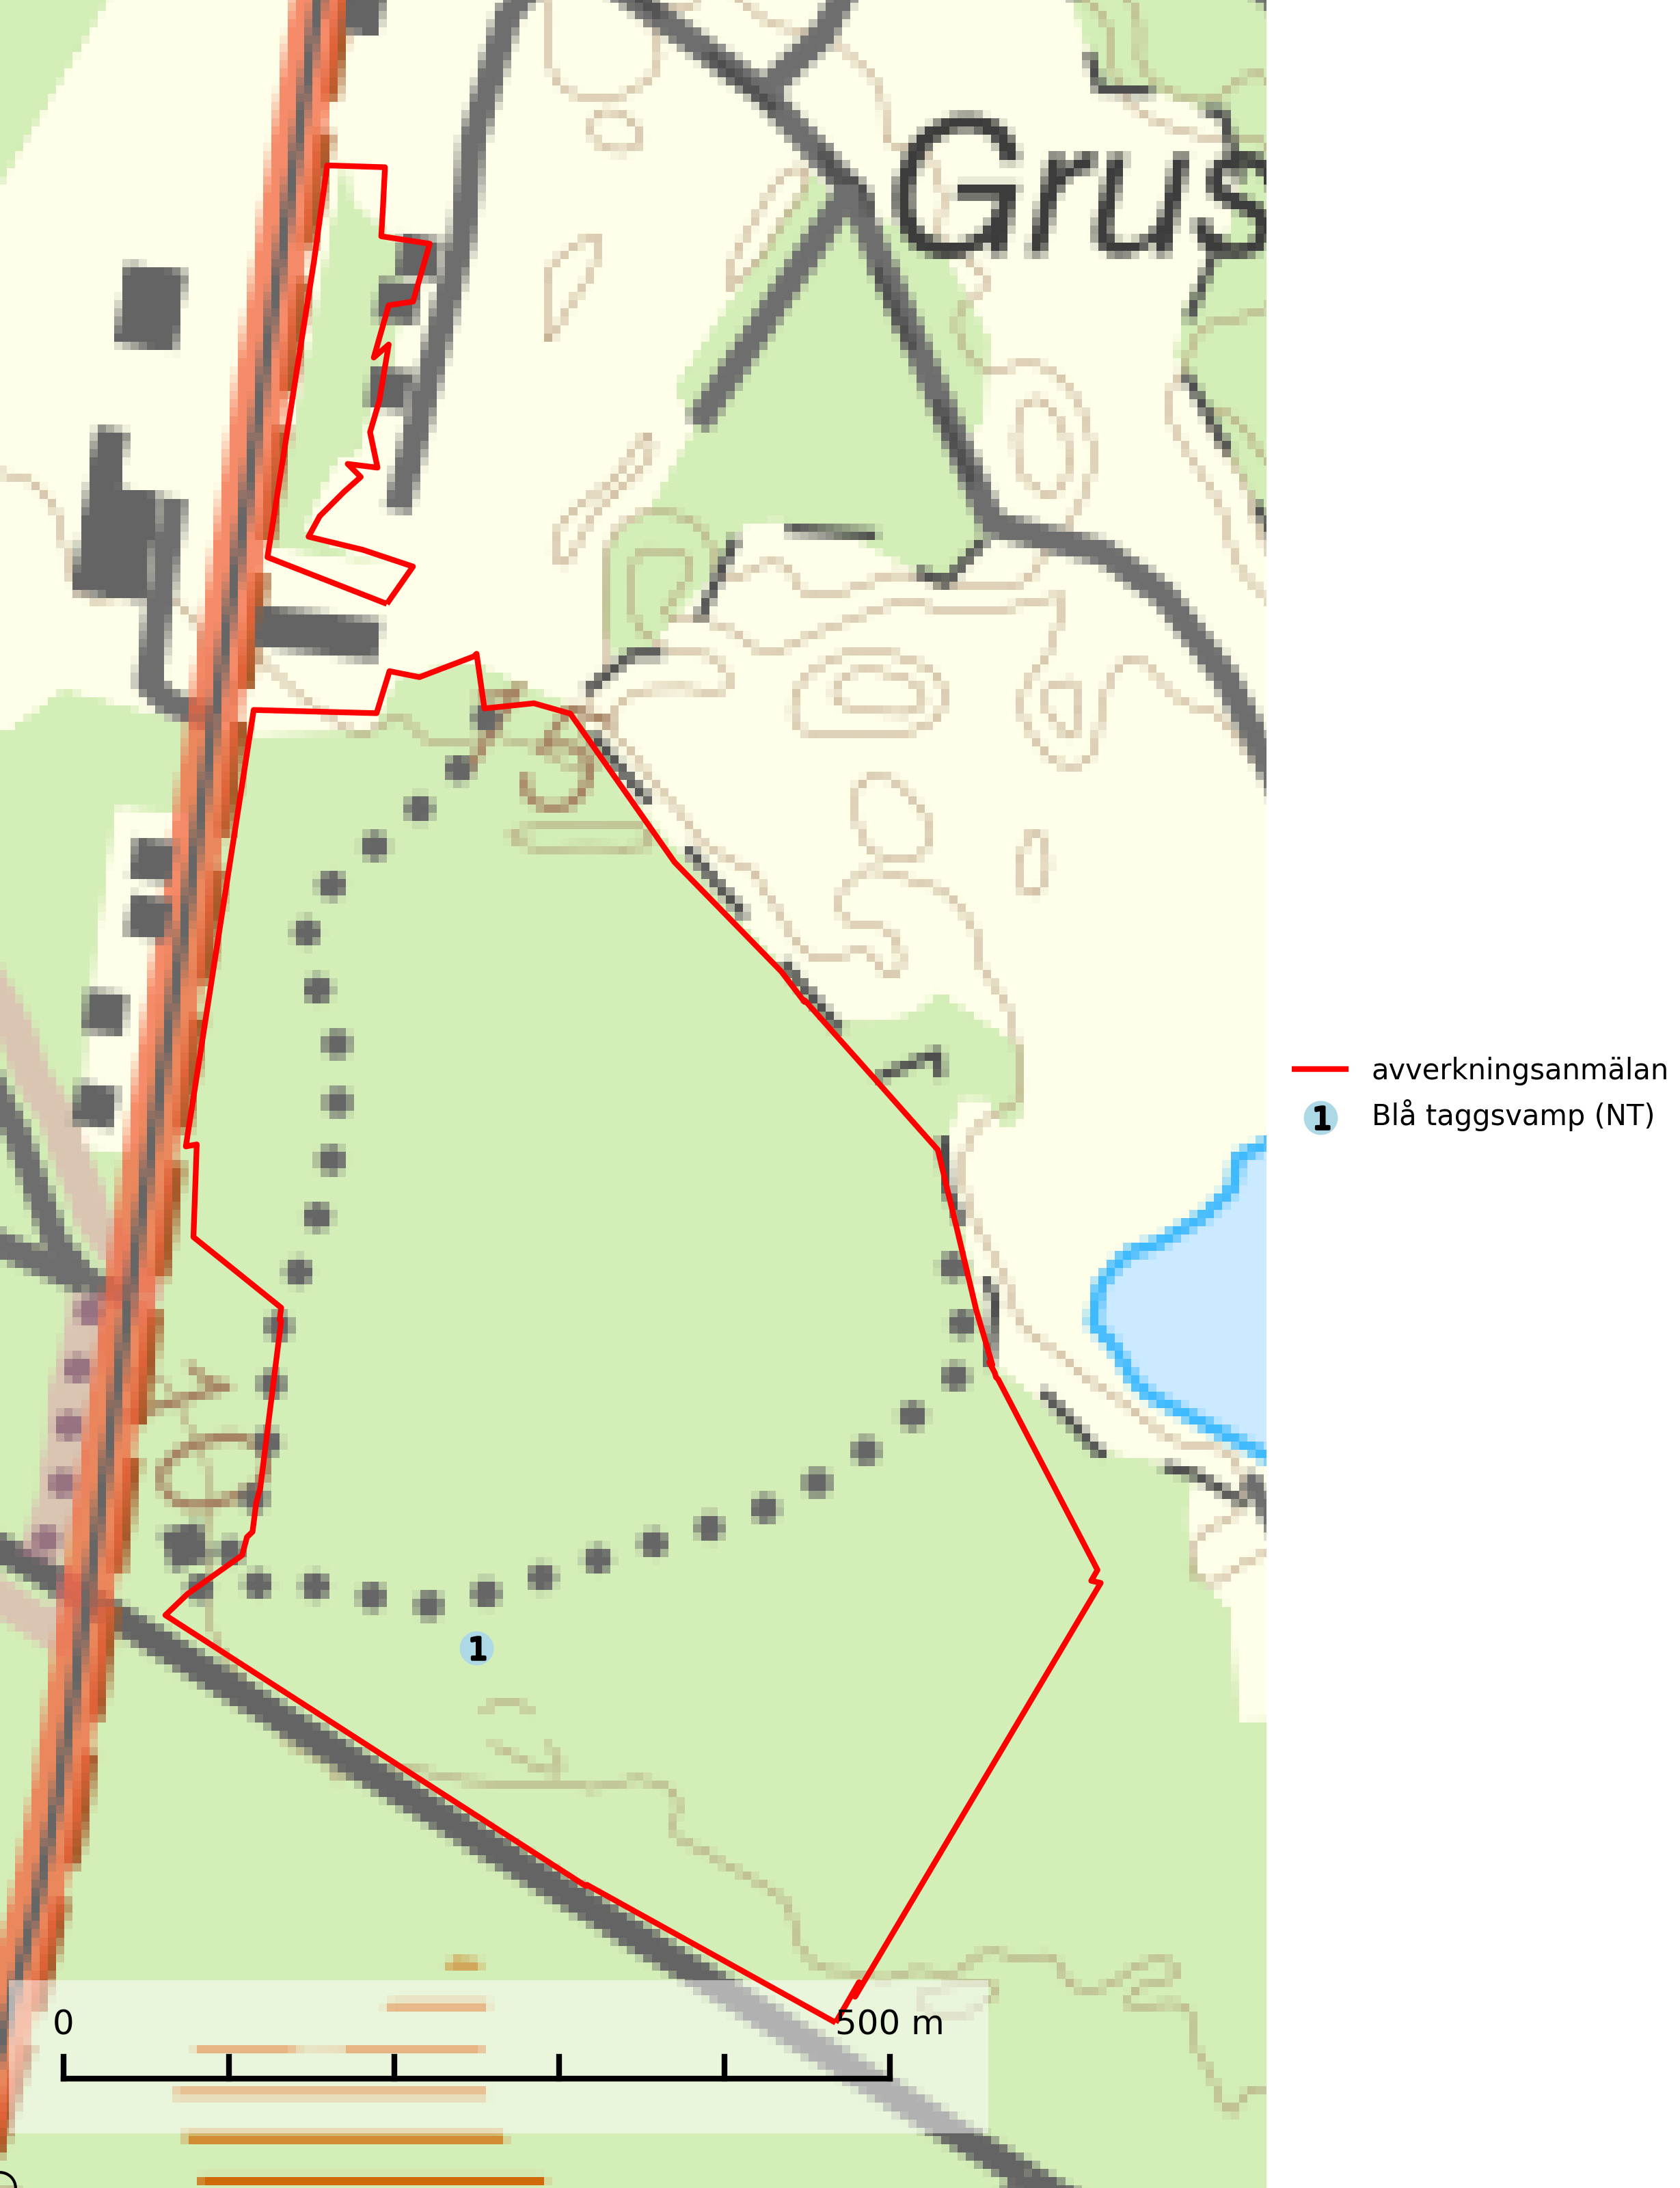 Grus
avverkningsanmälan
1 Blå taggsvamp (NT)
1
0
500 m